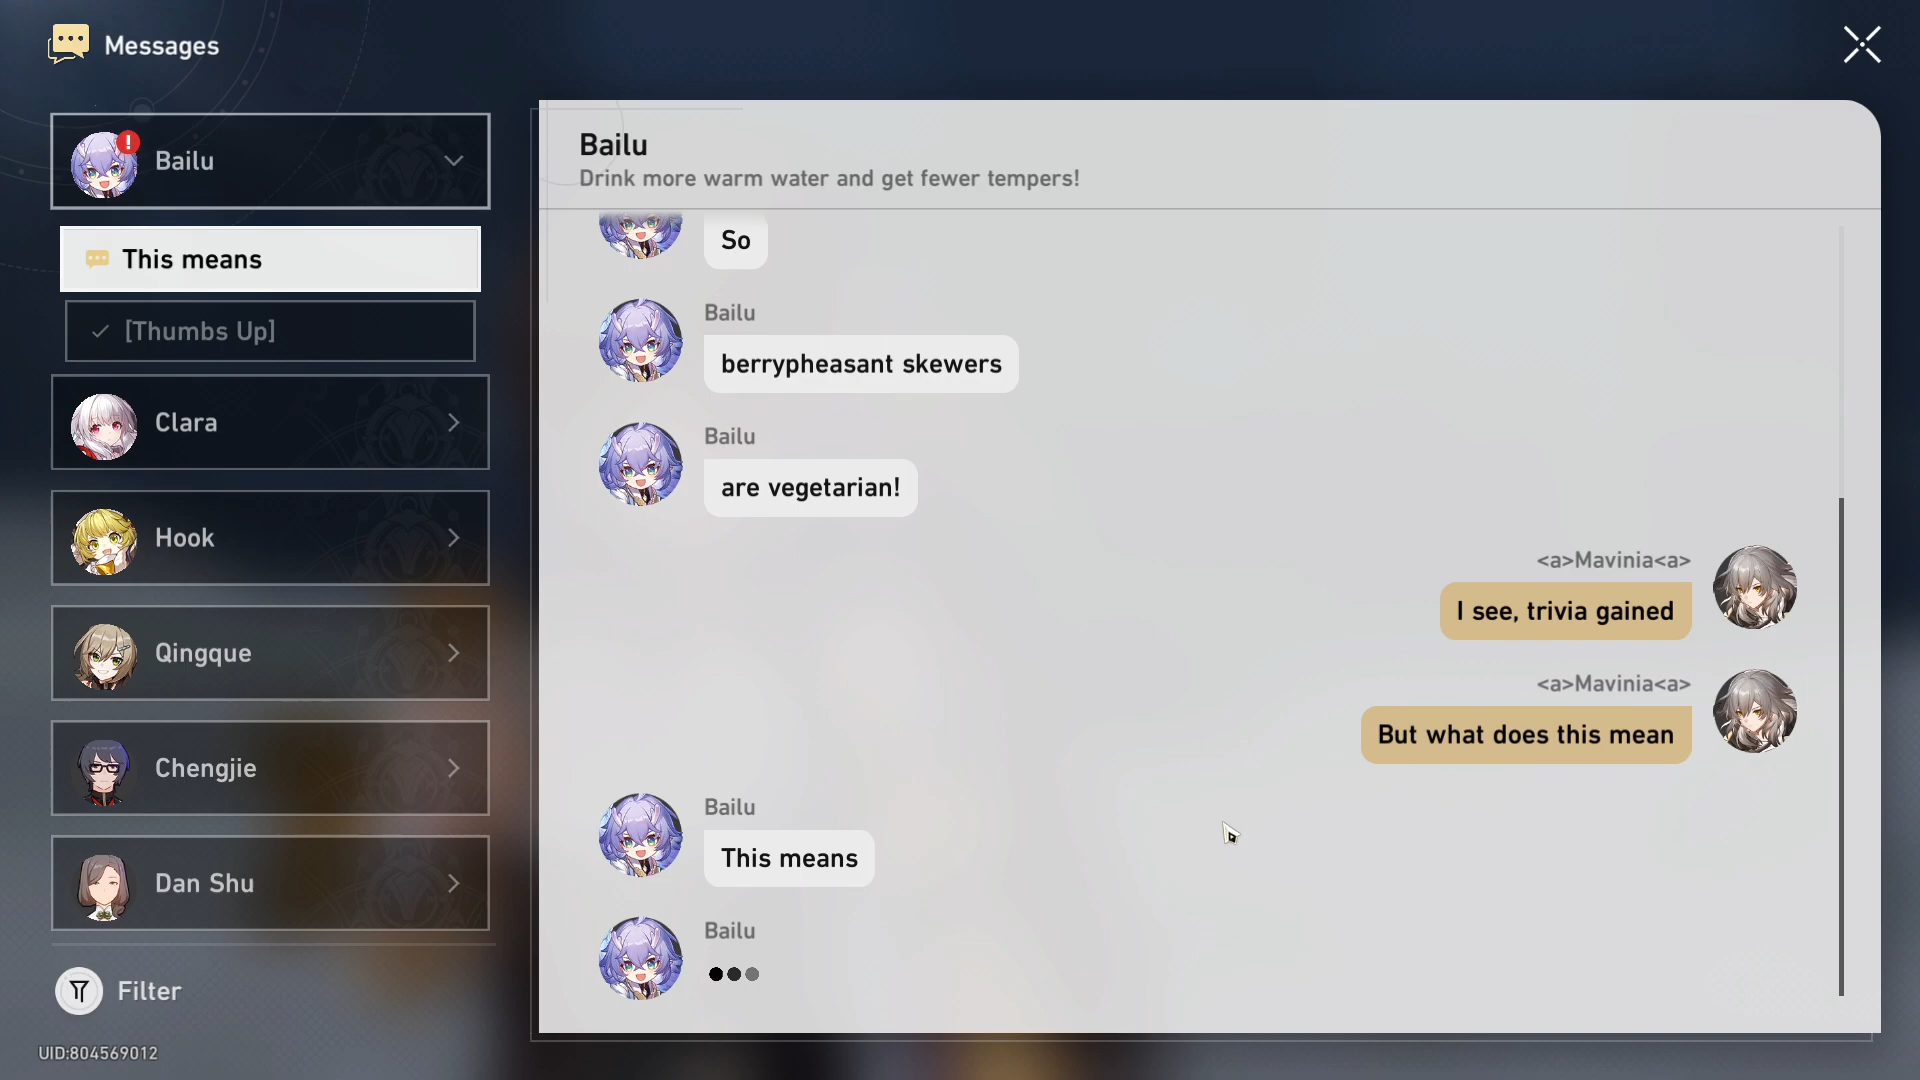 Messages
Bailu
This means
[Thumbs Up]
Clara
Hook
Qingque
Chengjie
Dan Shu
Filter
UID:804569012
Bailu
Drink more warm water and get fewer tempers!
So
Bailu
berrypheasant skewers
Bailu
are vegetarian!
<a>Mavinia<a>
I see, trivia gained
<a>Mavinia<a>
But what does this mean
Bailu
This means
Bailu